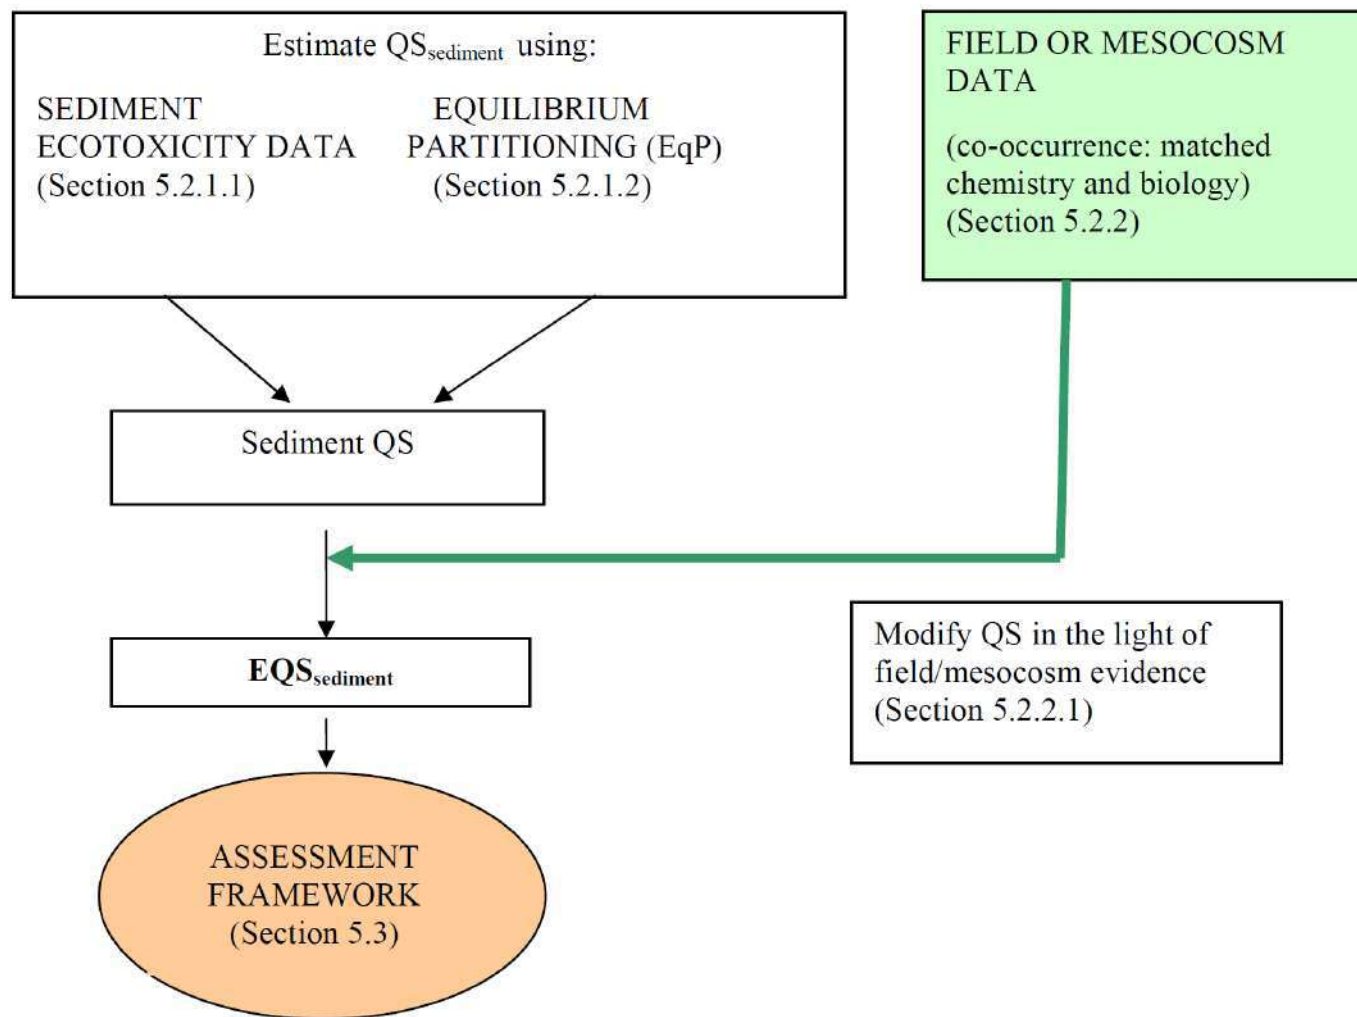 Estimate QSsediment using:
SEDIMENT
ECOTOXICITY DATA
(Section 5.2.1.1)
EQUILIBRIUM
PARTITIONING (EqP)
(Section 5.2.1.2)
FIELD OR MESOCOSM
DATA
(co-occurrence: matched
chemistry and biology)
(Section 5.2.2)
Sediment QS
Modify QS in the light of
field/mesocosm evidence
(Section 5.2.2.1)
EQSsediment
ASSESSMENT
FRAMEWORK
(Section 5.3)